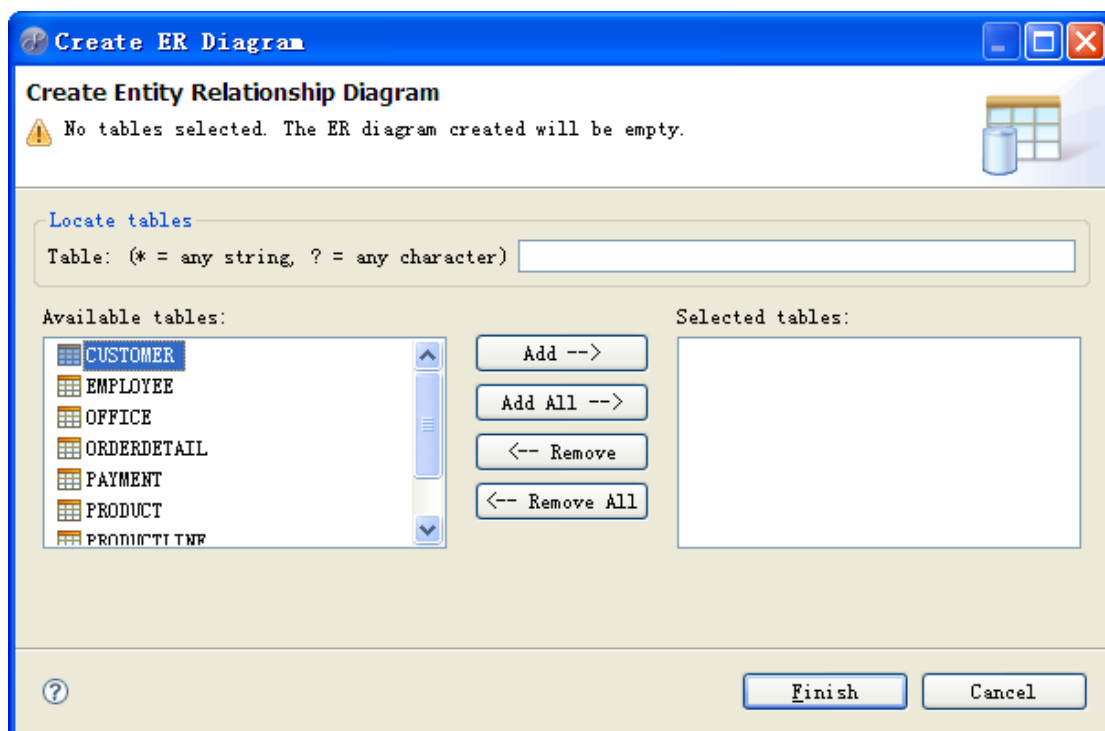 Create ER Diagram
Create Entity Relationship Diagram
No tables selected. The ER diagram created will be empty.
Locate tables
Table: (* = any string, ? = any character)
Available tables:
Selected tables:
CUSTOMER
EMPLOYEE
OFFICE
ORDERDETAIL
PAYMENT
PRODUCT
PRODUCTLINE
Add -->
Add All -->
<-- Remove
<-- Remove All
Finish
Cancel